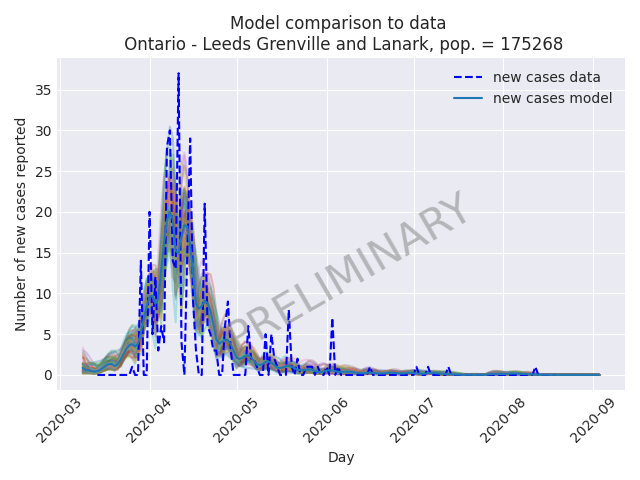 Model comparison to data
Ontario - Leeds Grenville and Lanark, pop. = 175268
new cases data
new cases model
35
30
25
20
15
10
5
0
Number of new cases reported
PRELIMINARY
2020-03
2020-04
2020-05
2020-06
2020-07
2020-08
2020-09
Day